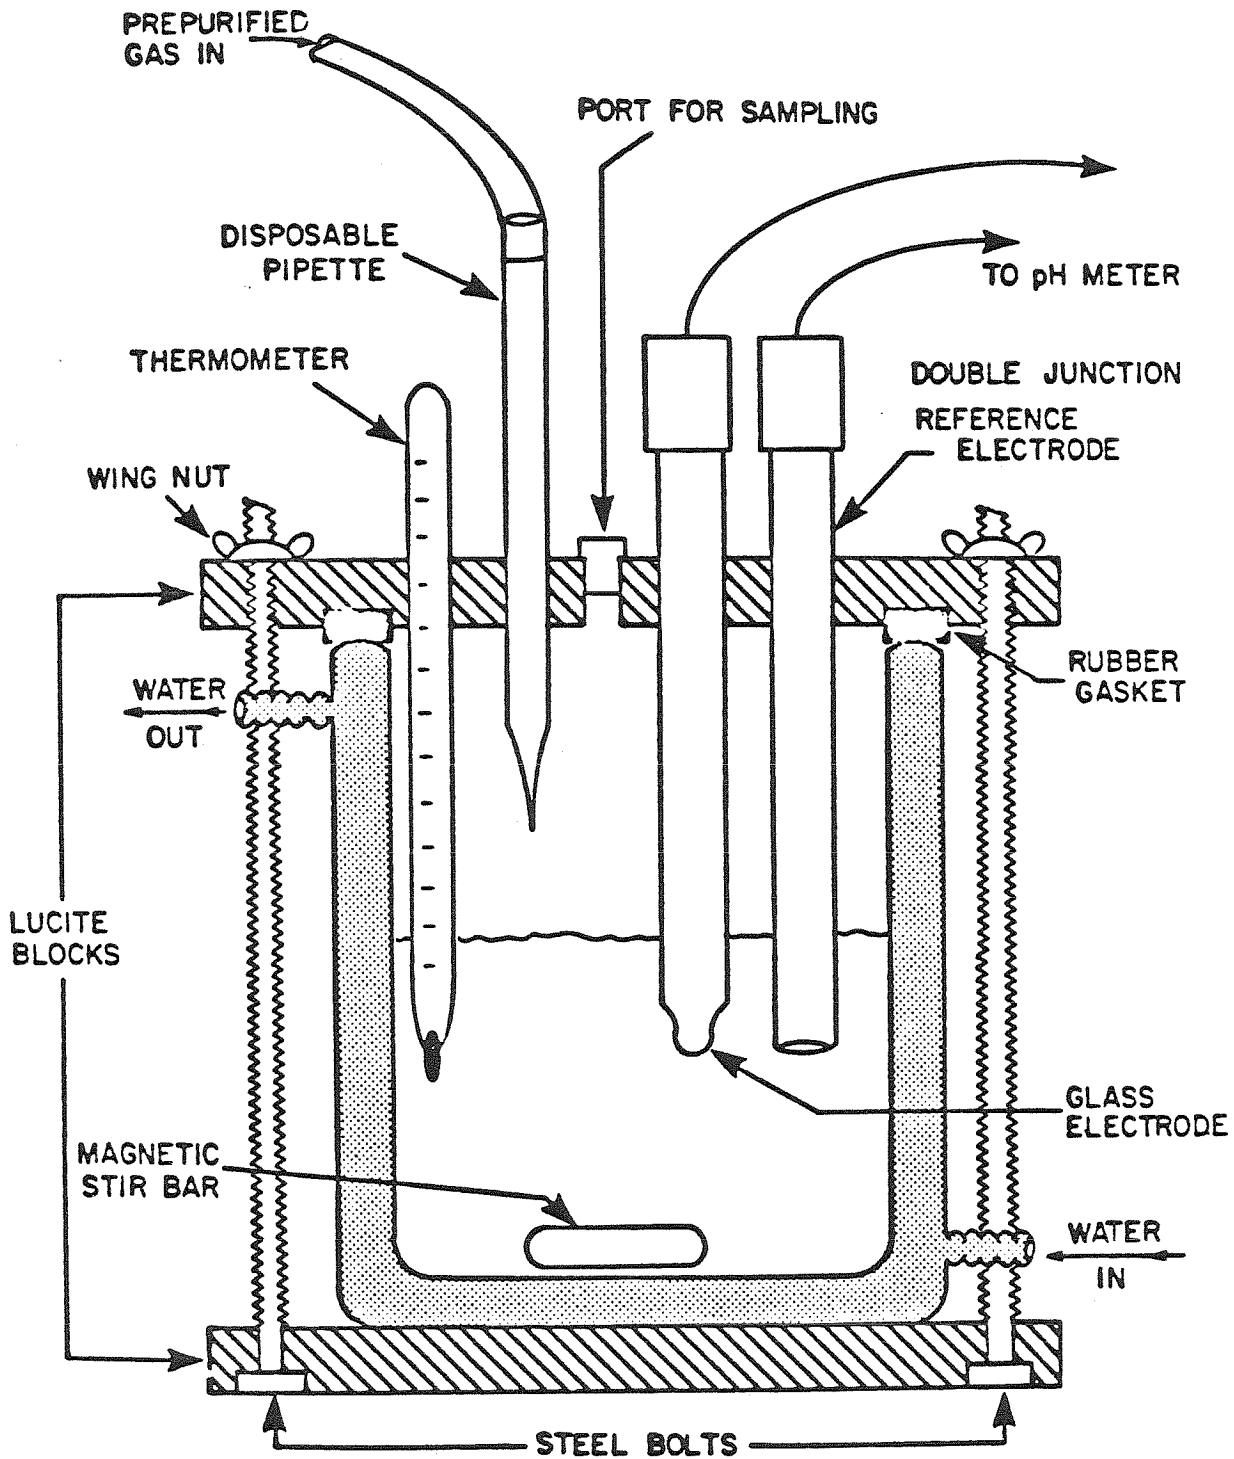 PREPURIFIED
GAS IN
PORT FOR SAMPLING
DISPOSABLE
PIPETTE
TO pH METER
THERMOMETER
DOUBLE JUNCTION
REFERENCE
ELECTRODE
WING NUT
RUBBER
GASKET
WATER
OUT
LUCITE
BLOCKS
GLASS
ELECTRODE
MAGNETIC
STIR BAR
WATER
IN
STEEL BOLTS